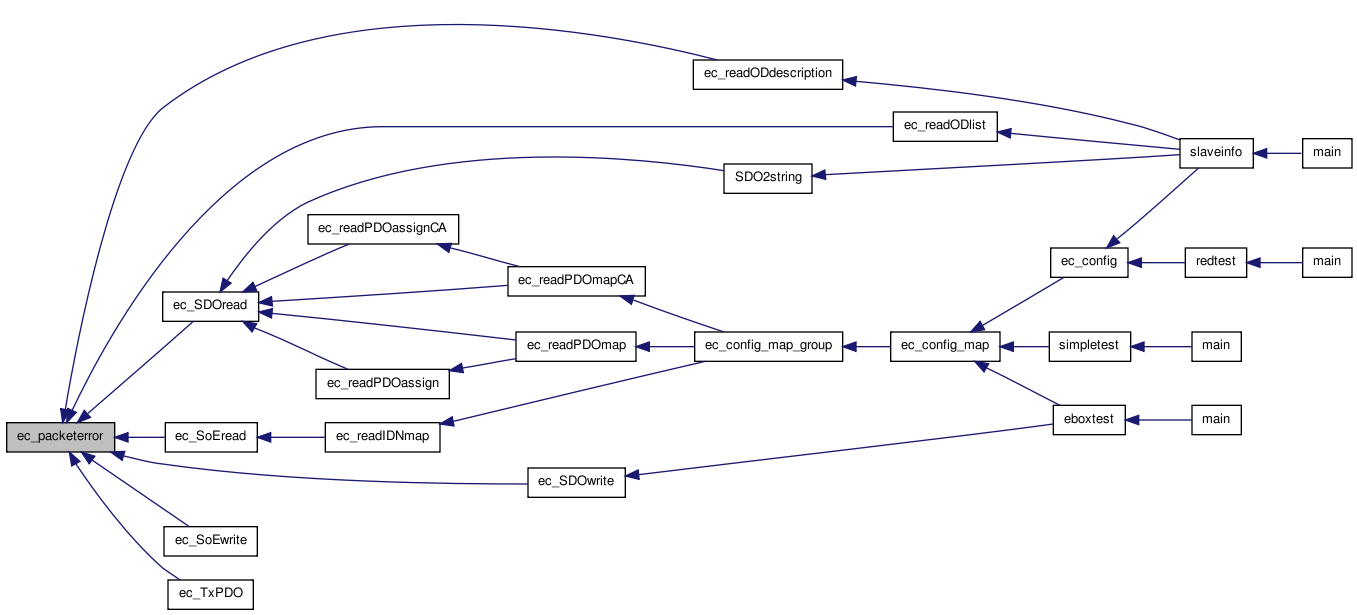 ec_readODdescription
ec_readODlist
slaveinfo
main
SDO2string
ec_readPDOassignCA
ec_config
redtest
main
ec_readPDOmapCA
ec_SDOread
ec_readPDOmap
ec_config_map_group
ec_config_map
simpletest
main
ec_readPDOassign
eboxtest
main
ec_packeterror
ec_SoEread
ec_readIDNmap
ec_SDOwrite
ec_SoEwrite
ec_TxPDO